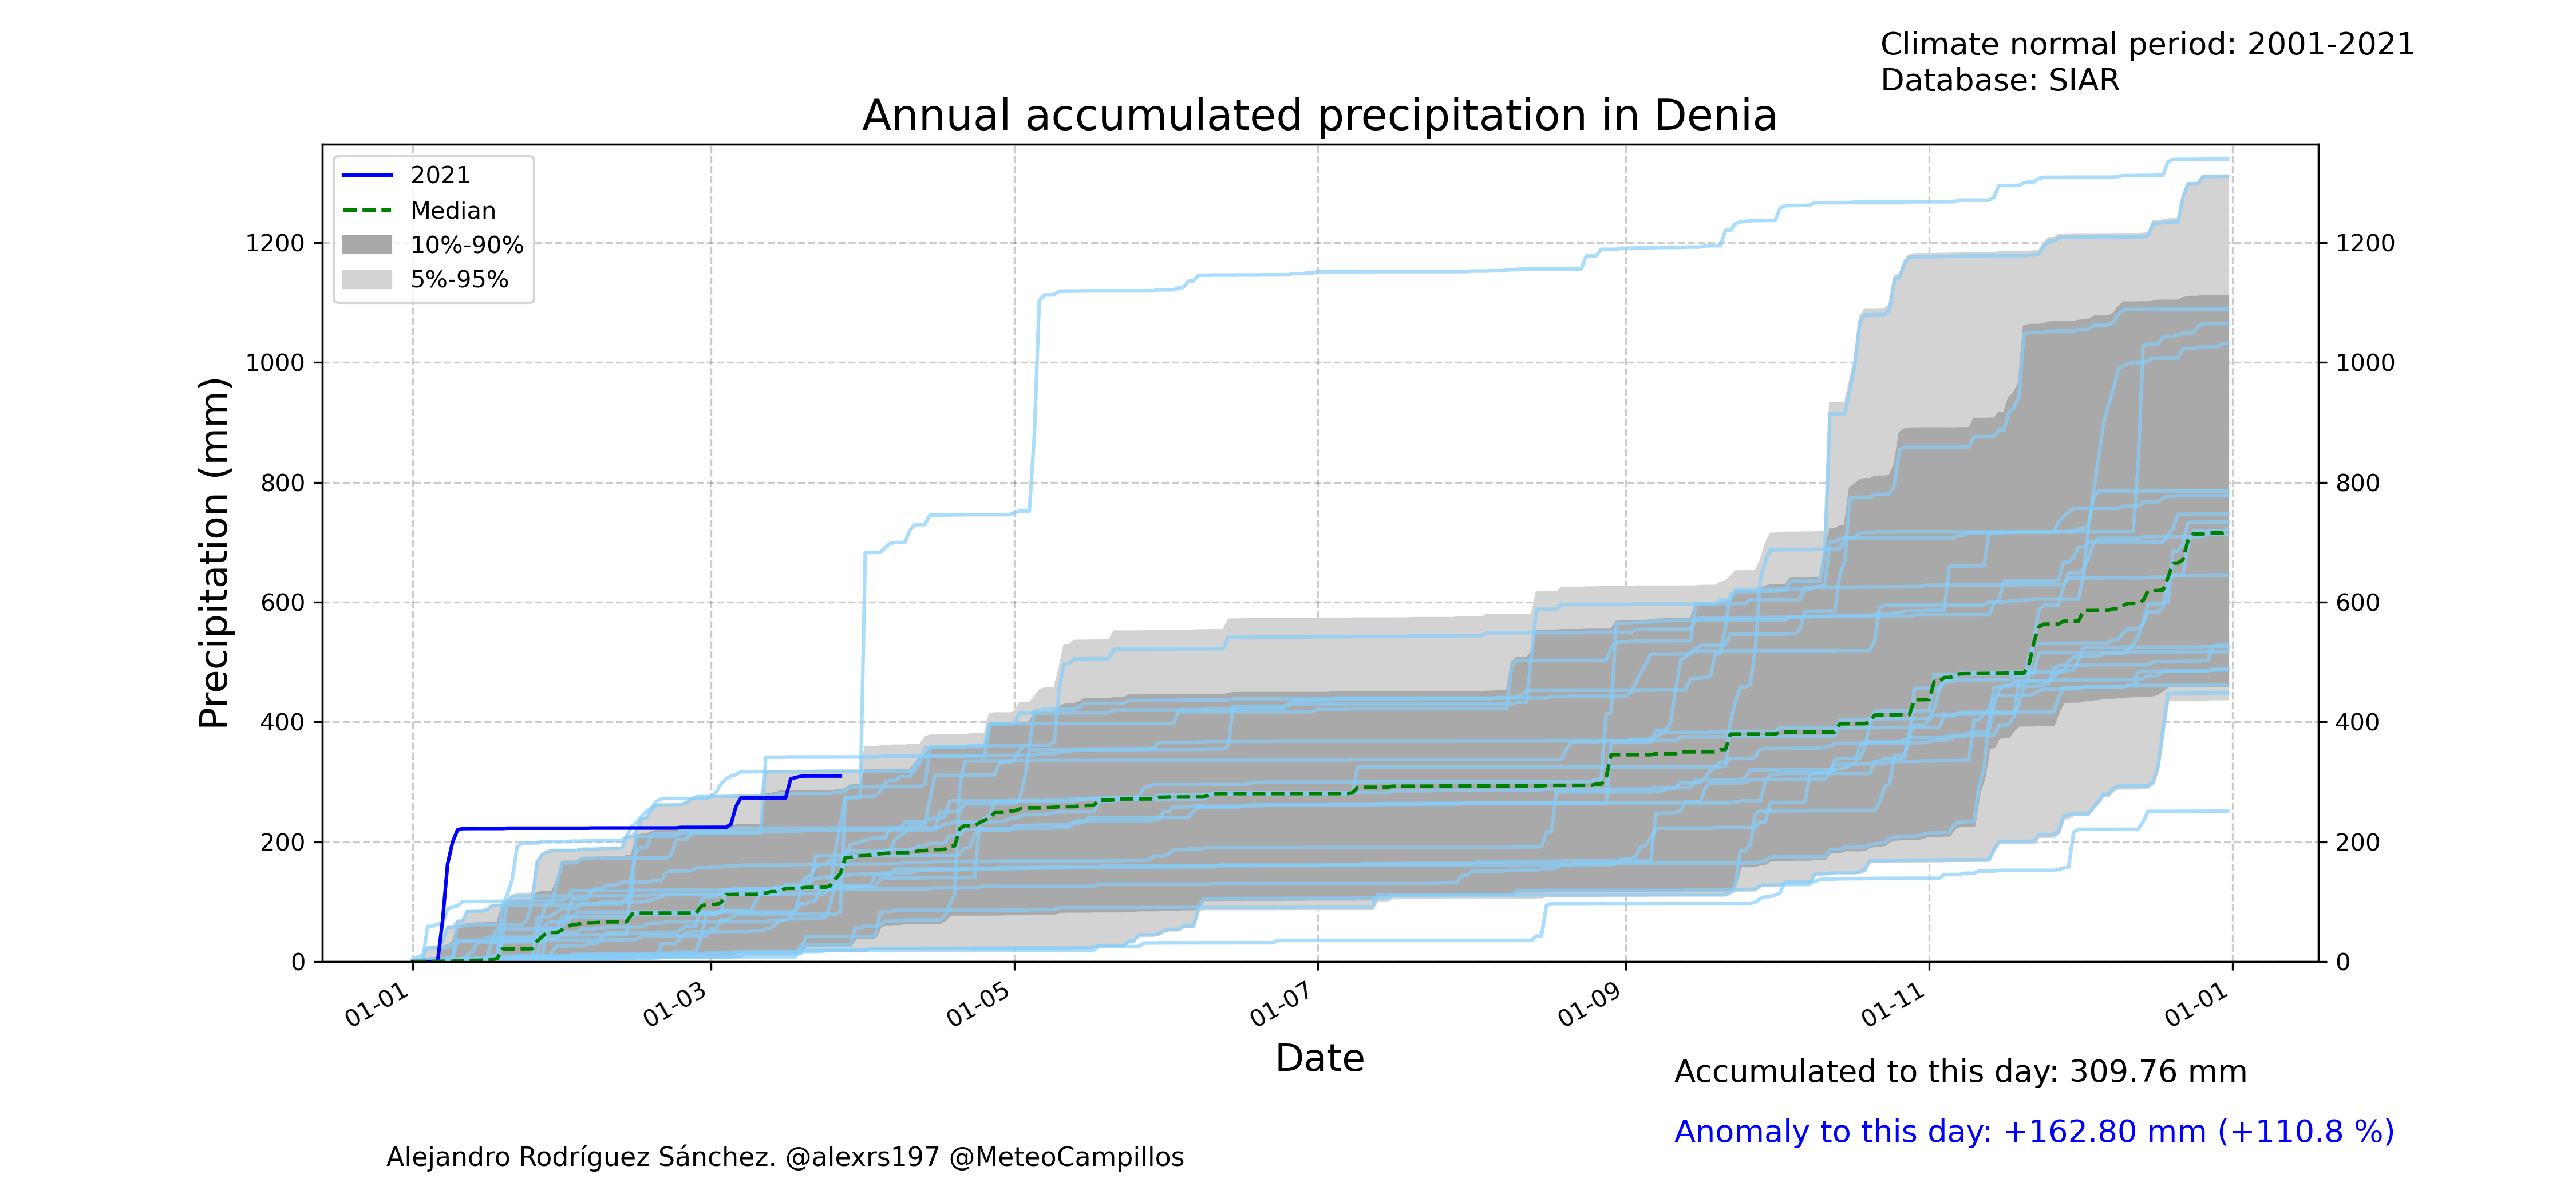 Climate normal period: 2001-2021
Database: SIAR
Annual accumulated precipitation in Denia
2021
Median
10%-90%
5%-95%
Precipitation (mm)
1200
1000
800
600
400
200
0
1200
1000
800
600
400
200
0
01-01
01-03
01-05
01-07
01-09
01-11
01-01
Date
Accumulated to this day: 309.76 mm
Anomaly to this day: +162.80 mm (+110.8 %)
Alejandro Rodríguez Sánchez. @alexrs197 @MeteoCampillos